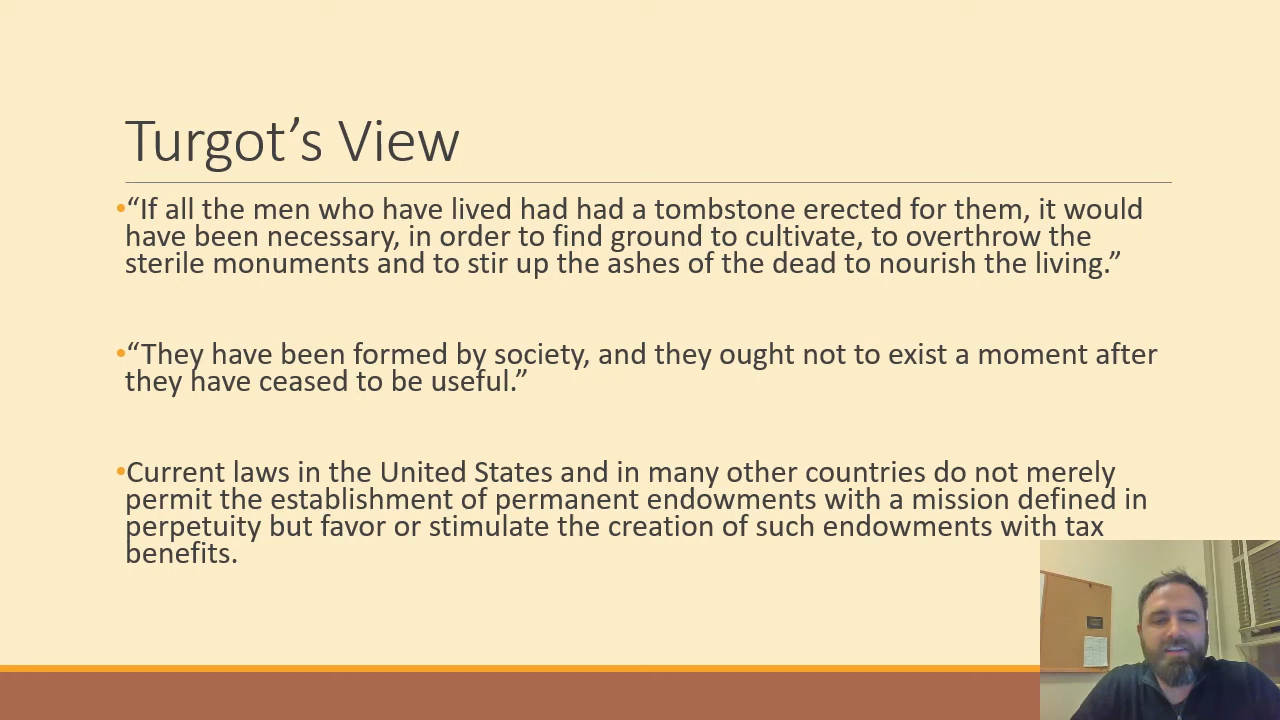 Turgot’s View
•“If all the men who have lived had had a tombstone erected for them, it would
have been necessary, in order to find ground to cultivate, to overthrow the
sterile monuments and to stir up the ashes of the dead to nourish the living.”
•“They have been formed by society, and they ought not to exist a moment after
they have ceased to be useful.”
•Current laws in the United States and in many other countries do not merely
permit the establishment of permanent endowments with a mission defined in
perpetuity but favor or stimulate the creation of such endowments with tax
benefits.